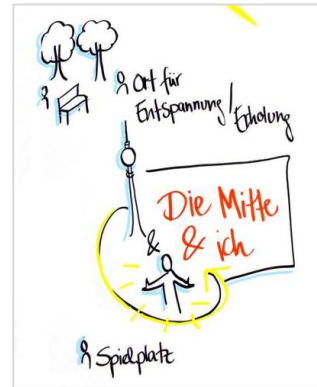 Ort für
Entspannung/
Erholung
Die Mitte
& ich
&
Spielplatz